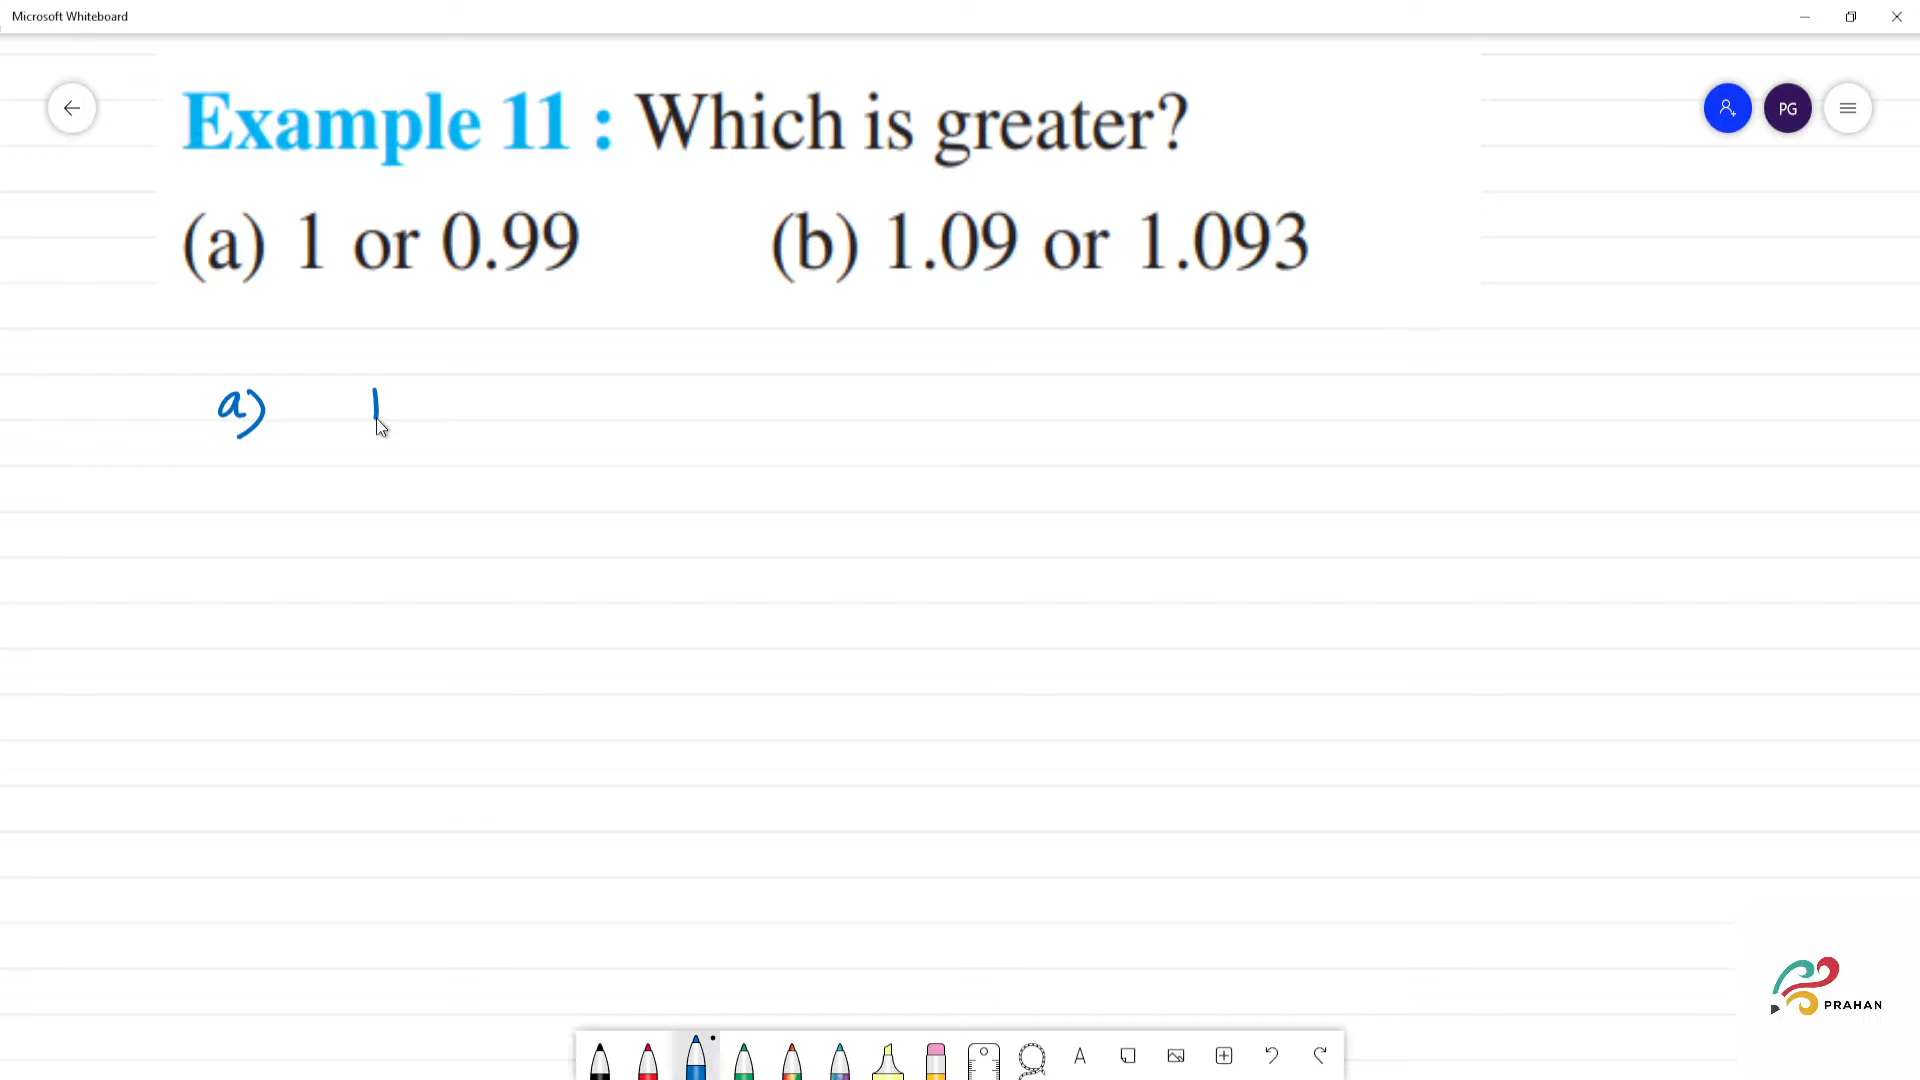 Microsoft Whiteboard
Example 11 : Which is greater?
PG
(a) 1 or 0.99 (b) 1.09 or 1.093
a) 1
PRAHAN
A